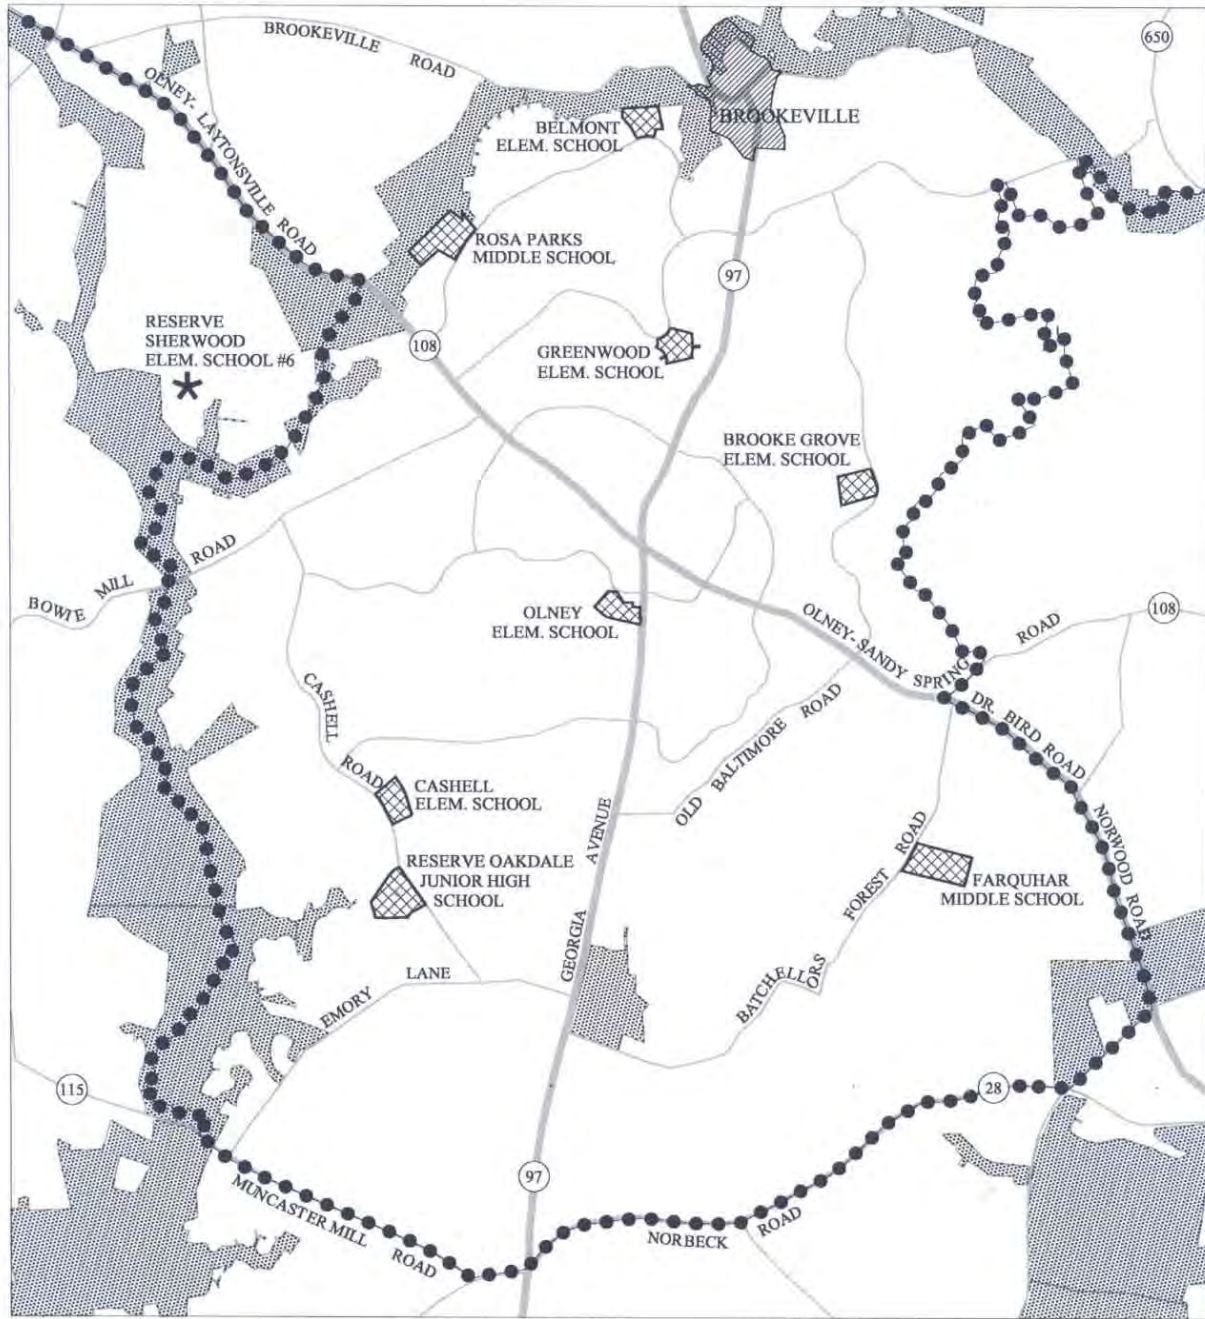 BROOKEVILLE
ROAD
650
OLNEY- LAYTONSVILLE ROAD
BELMONT
ELEM. SCHOOL
BROOKEVILLE
ROSA PARKS
MIDDLE SCHOOL
97
RESERVE
SHERWOOD
ELEM. SCHOOL #6
108
GREENWOOD
ELEM. SCHOOL
BROOKE GROVE
ELEM. SCHOOL
BOWIE MILL ROAD
OLNEY
ELEM. SCHOOL
OLNEY-SANDY SPRING ROAD
108
CASHELL
ROAD
DR. BIRD ROAD
OLD BALTIMORE ROAD
CASHELL
ELEM. SCHOOL
GEORGIA AVENUE
NORWOOD ROAD
RESERVE OAKDALE
JUNIOR HIGH
SCHOOL
FARQUHAR
MIDDLE SCHOOL
BATCHELLORS FOREST ROAD
EMORY LANE
115
28
97
MUNCASTER MILL ROAD
NORBECK ROAD